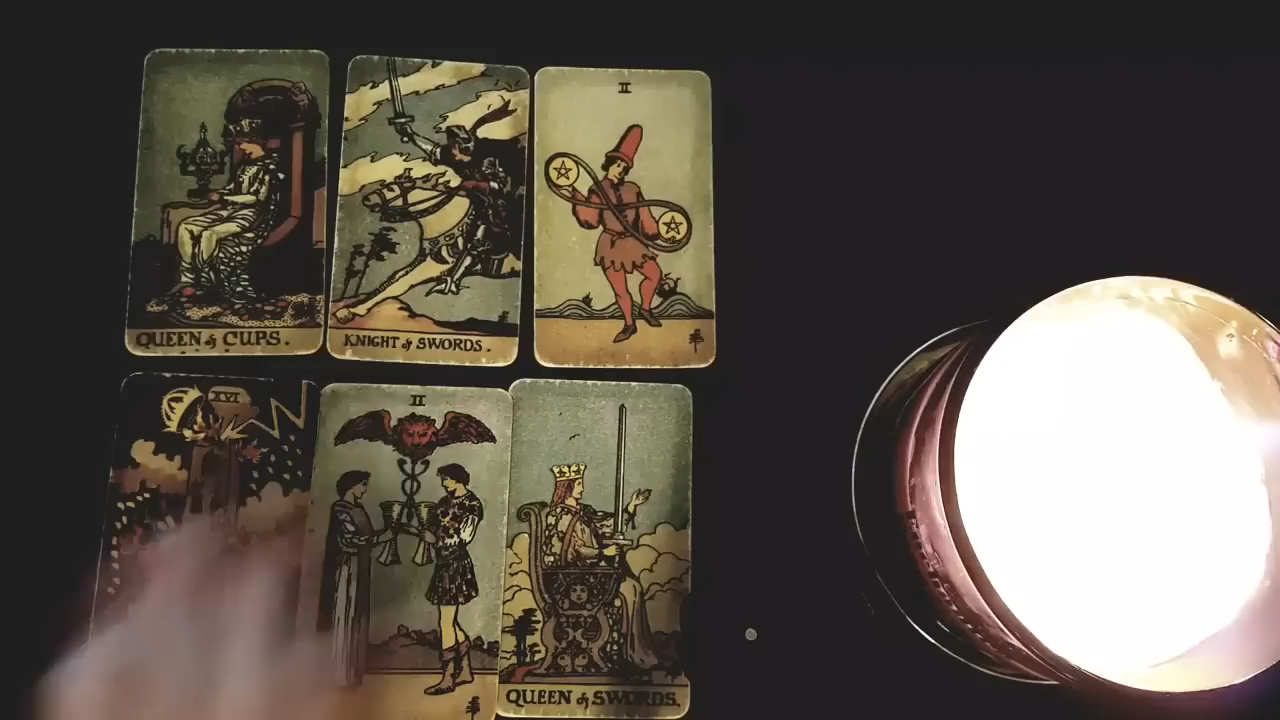 QUEEN of CUPS.
KNIGHT of SWORDS.
II
XVI
II
QUEEN of SWORDS.